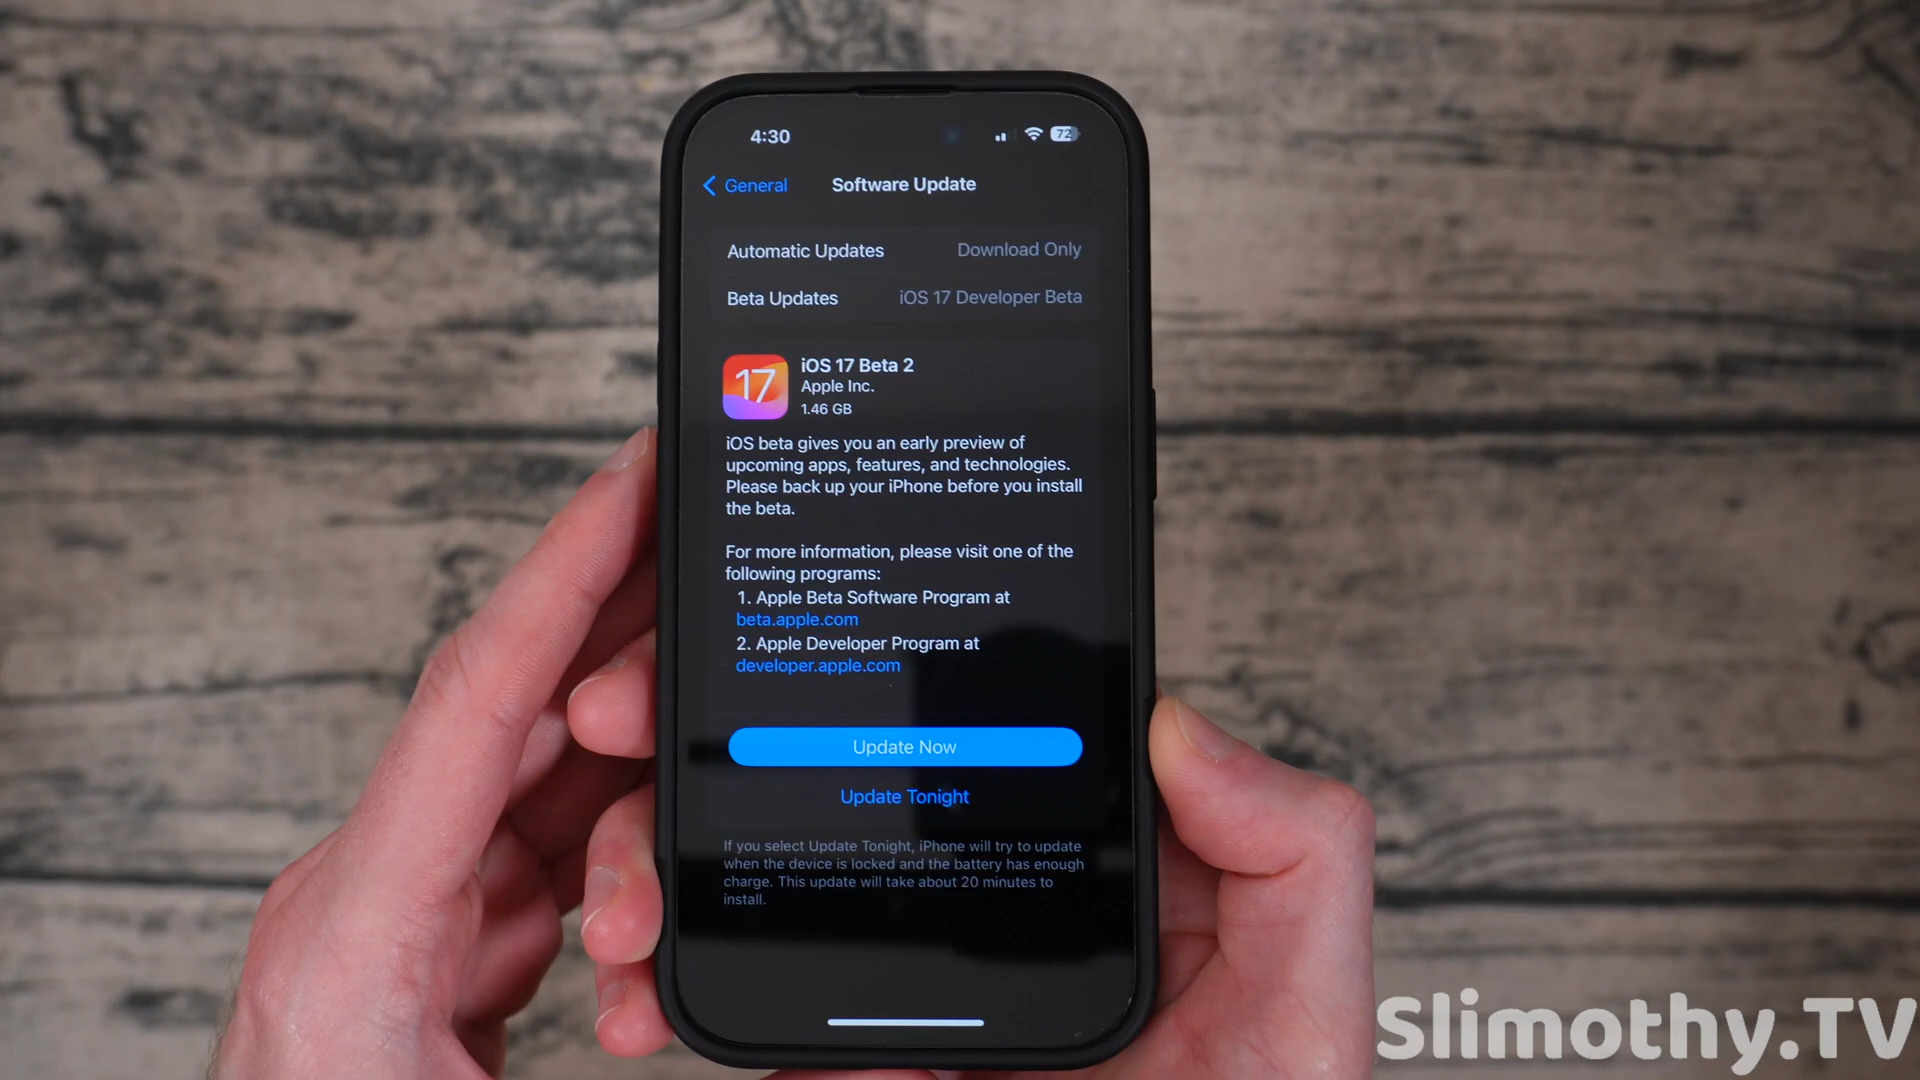 4:30
72
General
Software Update
Automatic Updates Download Only
Beta Updates iOS 17 Developer Beta
17
iOS 17 Beta 2
Apple Inc.
1.46 GB
iOS beta gives you an early preview of
upcoming apps, features, and technologies.
Please back up your iPhone before you install
the beta.
For more information, please visit one of the
following programs:
1. Apple Beta Software Program at
beta.apple.com
2. Apple Developer Program at
developer.apple.com
Update Now
Update Tonight
If you select Update Tonight, iPhone will try to update
when the device is locked and the battery has enough
charge. This update will take about 20 minutes to
install.
Slimothy.TV